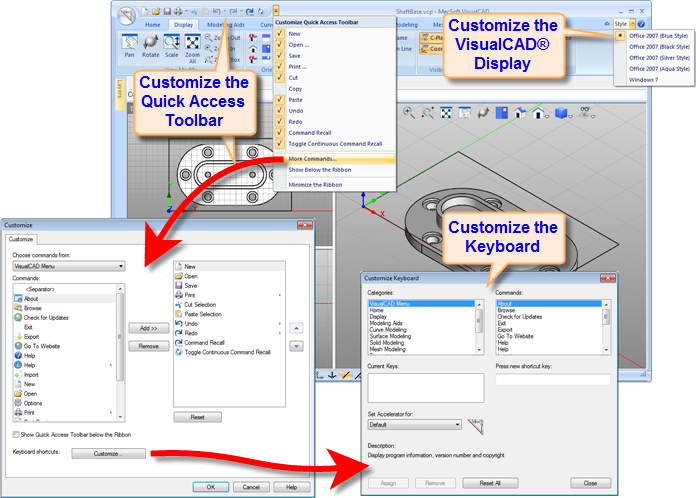 ShaftBase.vcp - MecSoft VisualCAD
Home
Display
Style
Pan
Rotate
Scale
Zoom
All
Layers
Customize Quick Access Toolbar
New
Open ...
Save
Print ...
Cut
Copy
Paste
Undo
Redo
Command Recall
Toggle Continuous Command Recall
More Commands...
Show Below the Ribbon
Minimize the Ribbon
Office 2007 (Blue Style)
Office 2007 (Black Style)
Office 2007 (Silver Style)
Office 2007 (Aqua Style)
Windows 7
Customize the
VisualCAD®
Display
Customize the
Quick Access
Toolbar
Customize the
Keyboard
Customize
Customize
Choose commands from:
VisualCAD Menu
Commands:
<Separator>
About
Browse
Check for Updates
Exit
Export
Go To Website
Help
Help
Import
New
Open
Options
Print
Add >>
Remove
New
Open
Save
Print
Cut Selection
Paste Selection
Undo
Redo
Command Recall
Toggle Continuous Command Recall
Reset
Show Quick Access Toolbar below the Ribbon
Keyboard shortcuts:
Customize...
OK
Cancel
Help
Customize Keyboard
Categories:
VisualCAD Menu
Home
Display
Modeling Aids
Curve Modeling
Surface Modeling
Solid Modeling
Mesh Modeling
Commands:
About
Browse
Check for Updates
Exit
Export
Go To Website
Help
Help
Current Keys:
Press new shortcut key:
Set Accelerator for:
Default
Description:
Display program information, version number and copyright
Assign
Remove
Reset All
Close